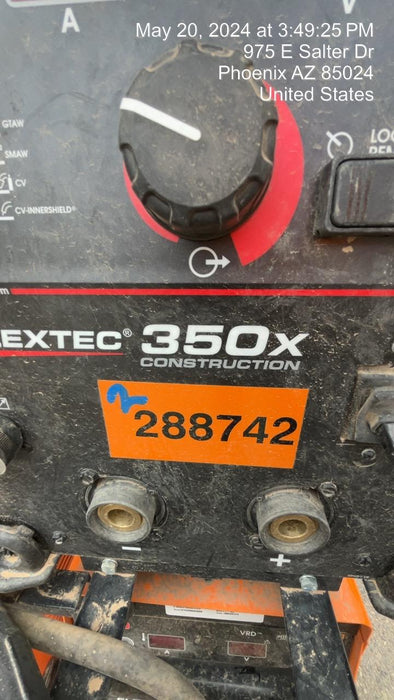 A
V
May 20, 2024 at 3:49:25 PM
975 E Salter Dr
Phoenix AZ 85024
United States
GTAW
SMAW
CV
CV-INNERSHIELD®
EXTEC® 350X
CONSTRUCTION
2
288742
-
+
VRD
A
V